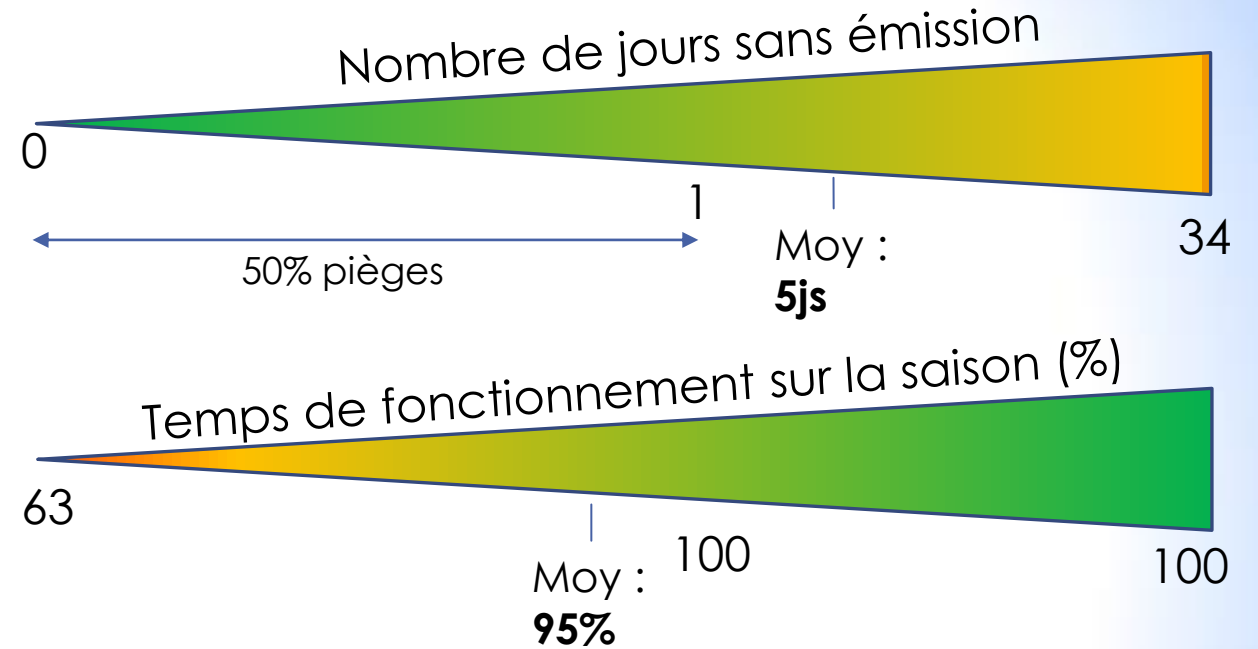 Nombre de jours sans émission
0
1
34
50% pièges
Moy :
5js
Temps de fonctionnement sur la saison (%)
63
100
100
Moy :
95%